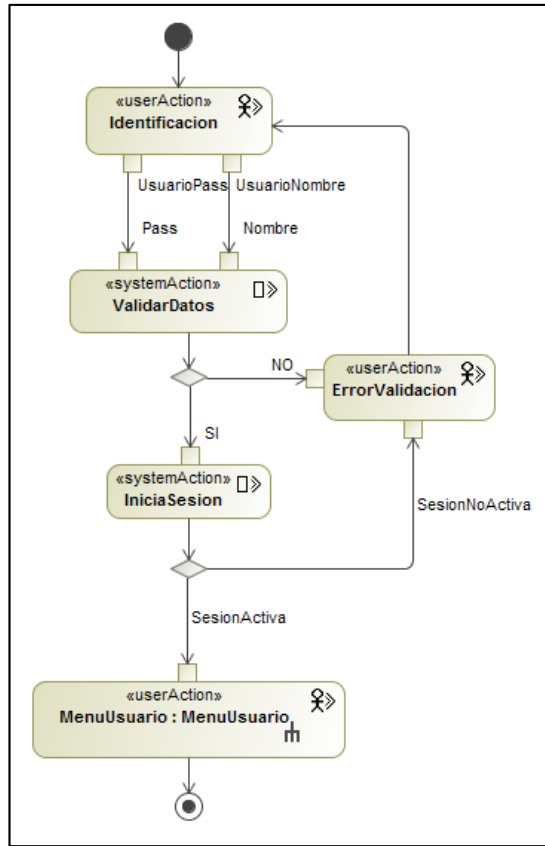 «userAction»
Identificacion
UsuarioPass UsuarioNombre
Pass
Nombre
«systemAction»
ValidarDatos
NO
«userAction»
ErrorValidacion
SI
«systemAction»
IniciaSesion
SesionNoActiva
SesionActiva
«userAction»
MenuUsuario : MenuUsuario